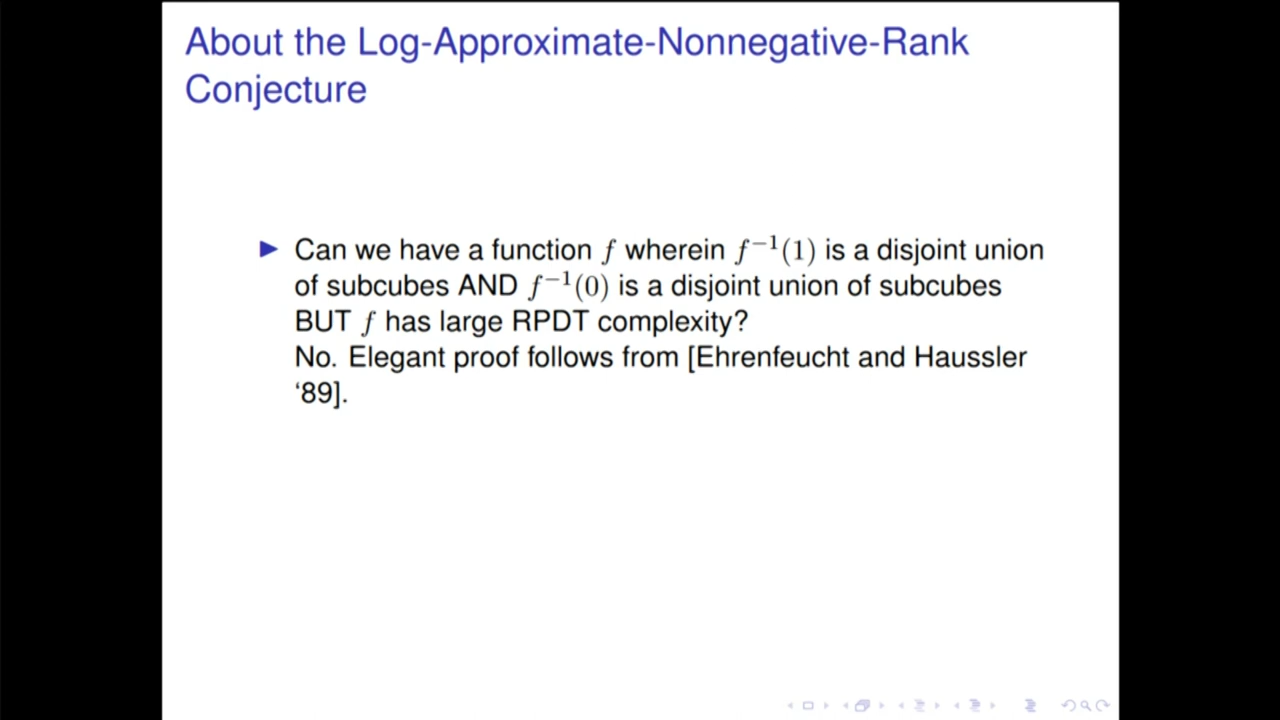 About the Log-Approximate-Nonnegative-Rank
Conjecture
▶ Can we have a function f wherein f⁻¹(1) is a disjoint union
of subcubes AND f⁻¹(0) is a disjoint union of subcubes
BUT f has large RPDT complexity?
No. Elegant proof follows from [Ehrenfeucht and Haussler
‘89].